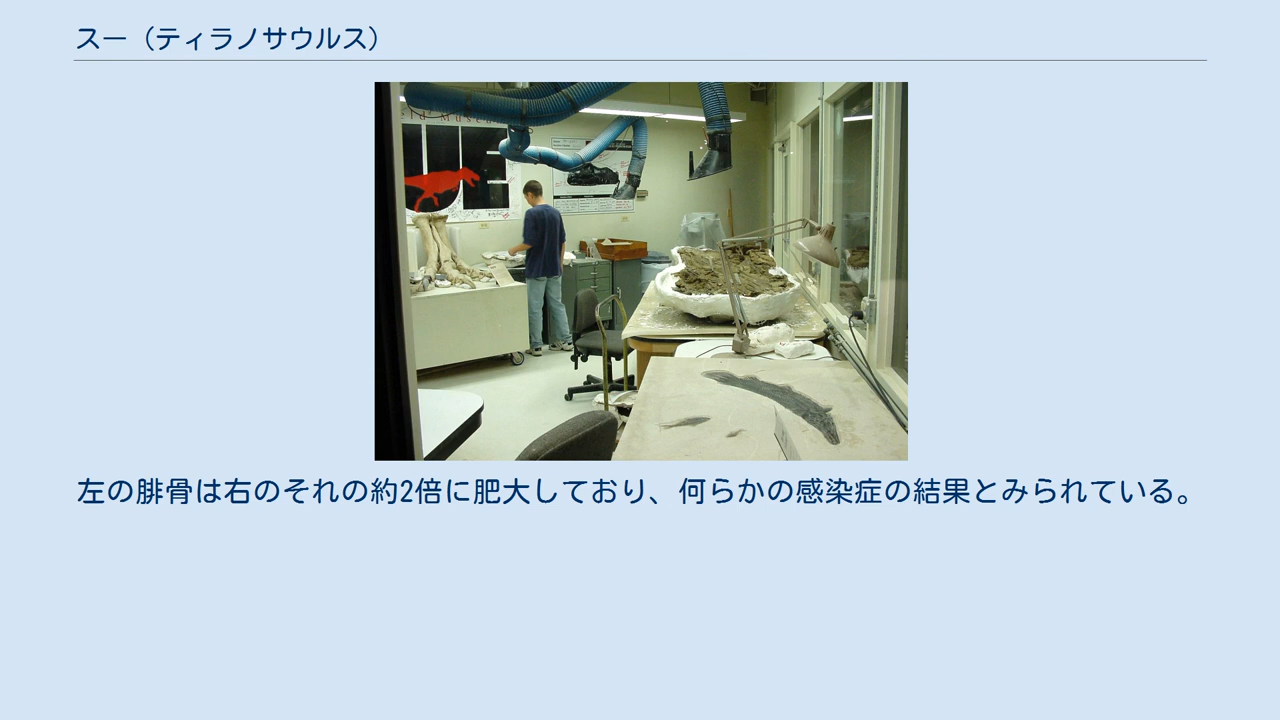 スー（ティラノサウルス）
左の腓骨は右のそれの約2倍に肥大しており、何らかの感染症の結果とみられている。